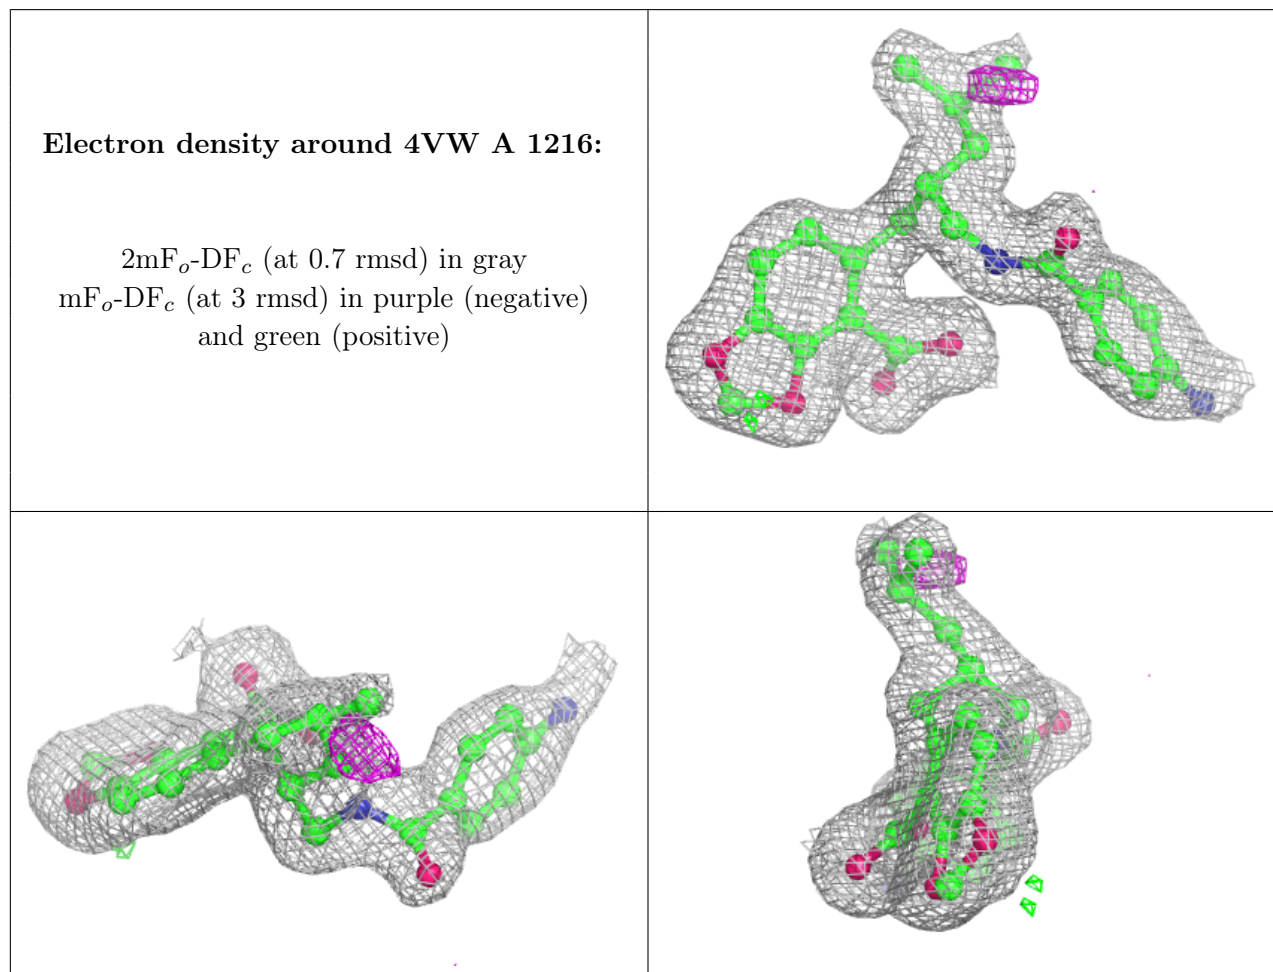 Electron density around 4VW A 1216:
2mFo-DFc (at 0.7 rmsd) in gray
mFo-DFc (at 3 rmsd) in purple (negative)
and green (positive)